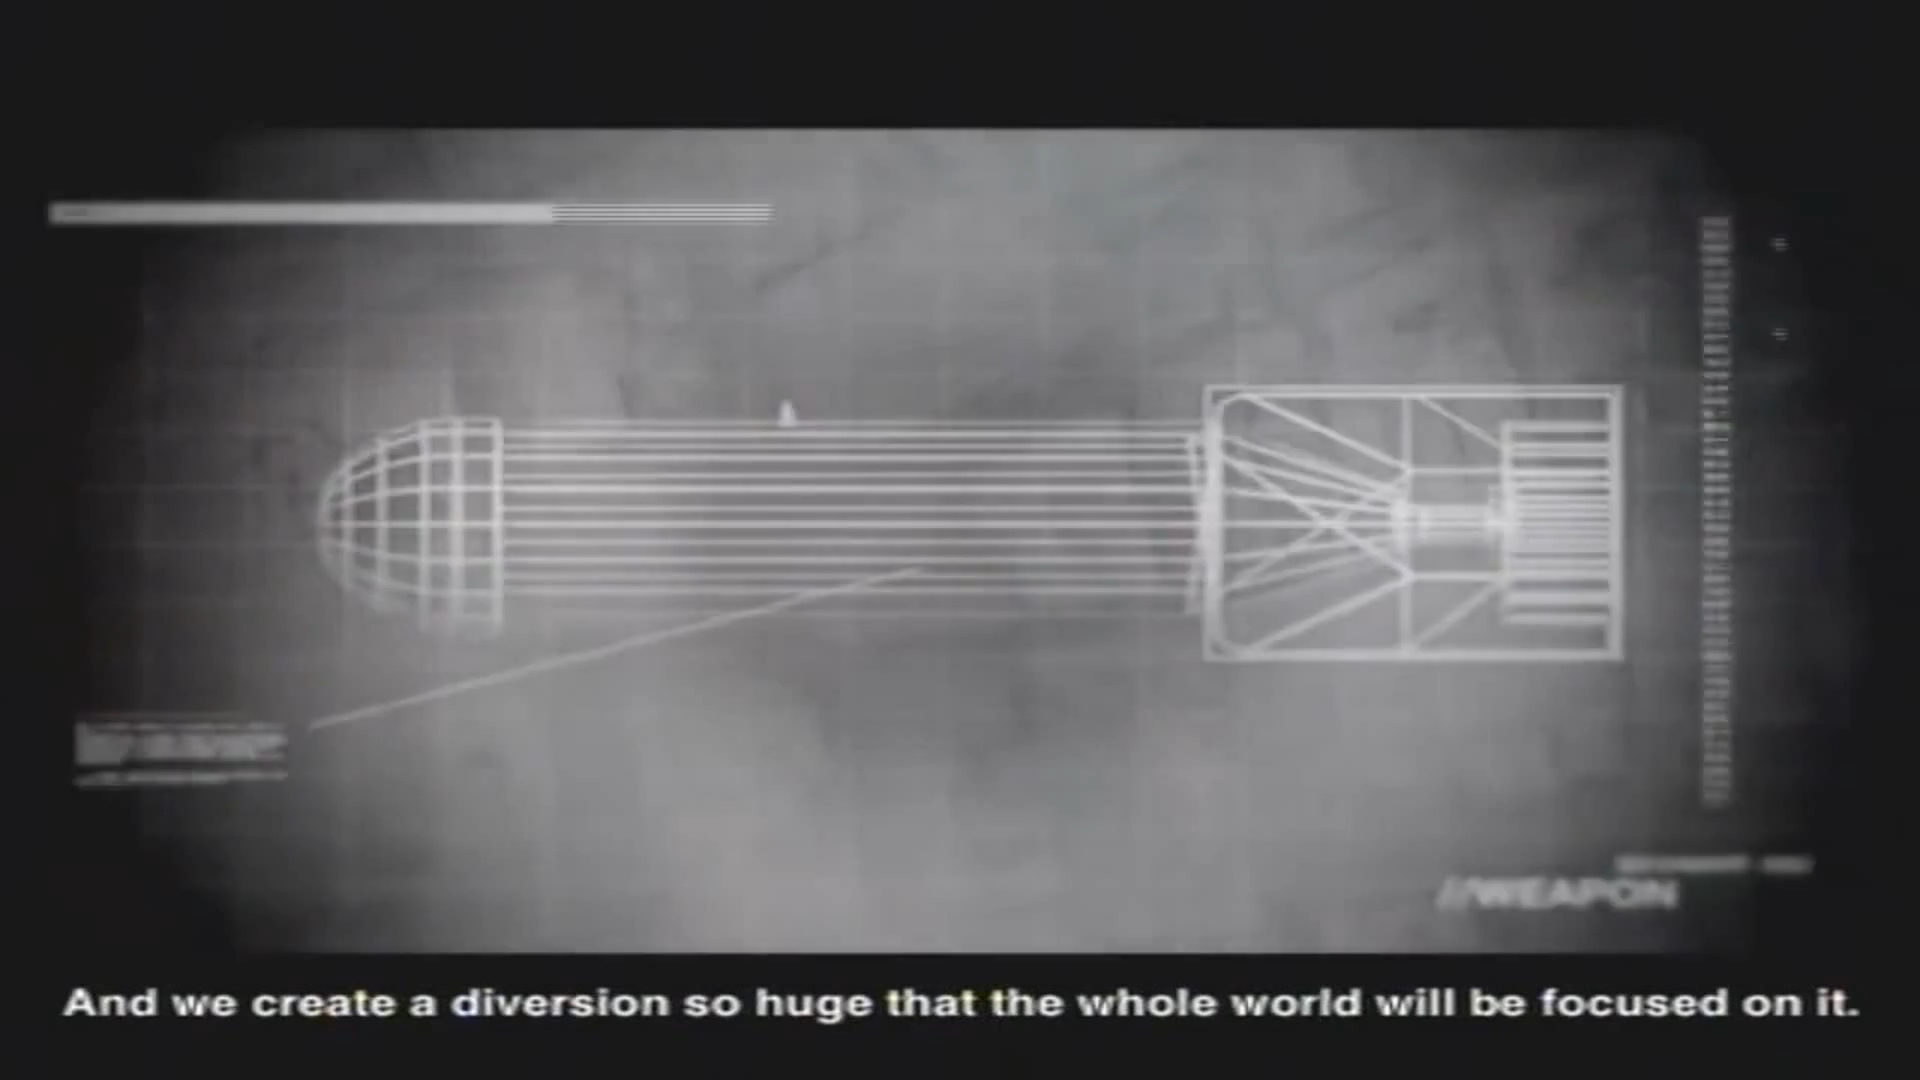 //WEAPON
And we create a diversion so huge that the whole world will be focused on it.